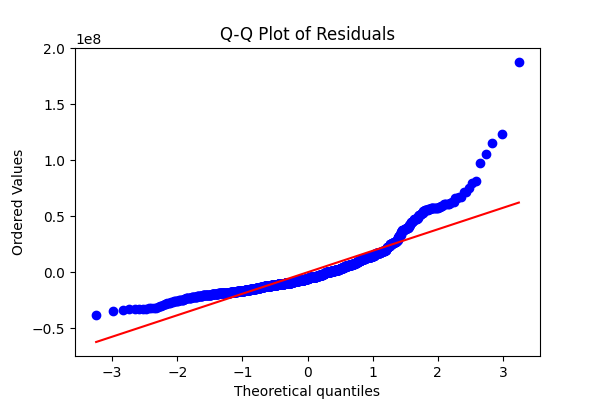 Q-Q Plot of Residuals
1e8
2.0
1.5
1.0
0.5
0.0
−0.5
Ordered Values
−3 −2 −1 0 1 2 3
Theoretical quantiles